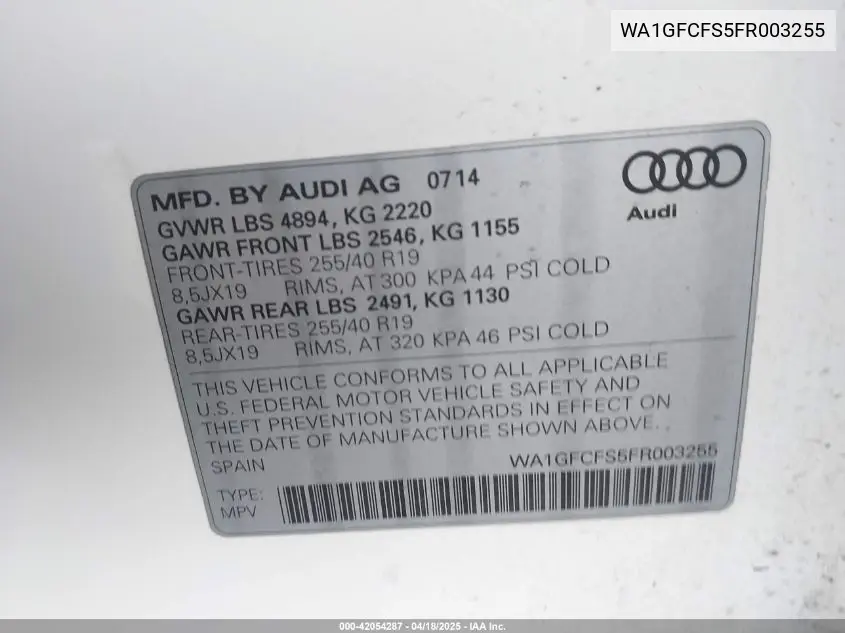 WA1GFCFS5FR003255
MFD. BY AUDI AG 0714
GVWR LBS 4894, KG 2220
GAWR FRONT LBS 2546, KG 1155
FRONT-TIRES 255/40 R19
8,5JX19 RIMS, AT 300 KPA 44 PSI COLD
GAWR REAR LBS 2491, KG 1130
REAR-TIRES 255/40 R19
8,5JX19 RIMS, AT 320 KPA 46 PSI COLD
Audi
THIS VEHICLE CONFORMS TO ALL APPLICABLE
U.S. FEDERAL MOTOR VEHICLE SAFETY AND
THEFT PREVENTION STANDARDS IN EFFECT ON
THE DATE OF MANUFACTURE SHOWN ABOVE.
SPAIN WA1GFCFS5FR003255
TYPE:
MPV
000-42054287 - 04/18/2025 - IAA Inc.